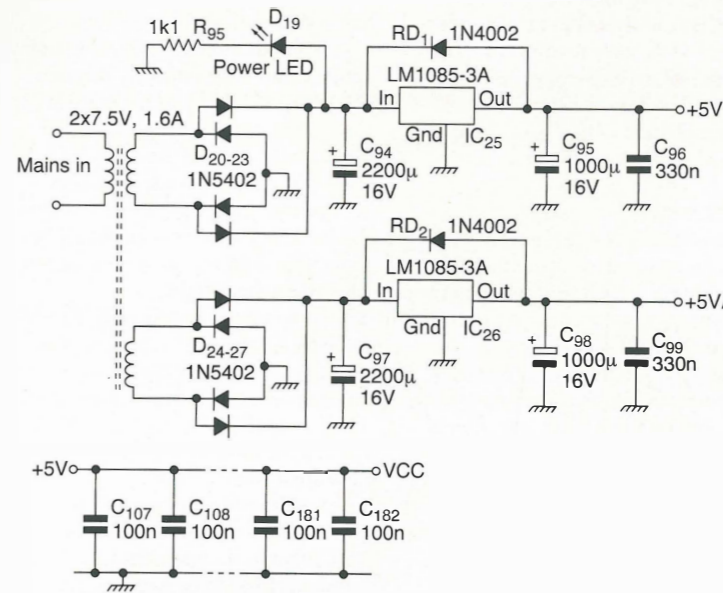 1k1 R95 D19
Power LED
RD1 1N4002
LM1085-3A
In Out
Gnd IC25
+5V
2x7.5V, 1.6A
Mains in
D20-23
1N5402
+ C94
2200µ
16V
+ C95
1000µ
16V
C96
330n
RD2 1N4002
LM1085-3A
In Out
Gnd IC26
D24-27
1N5402
+ C97
2200µ
16V
+ C98
1000µ
16V
C99
330n
+5V VCC
C107
100n
C108
100n
C181
100n
C182
100n